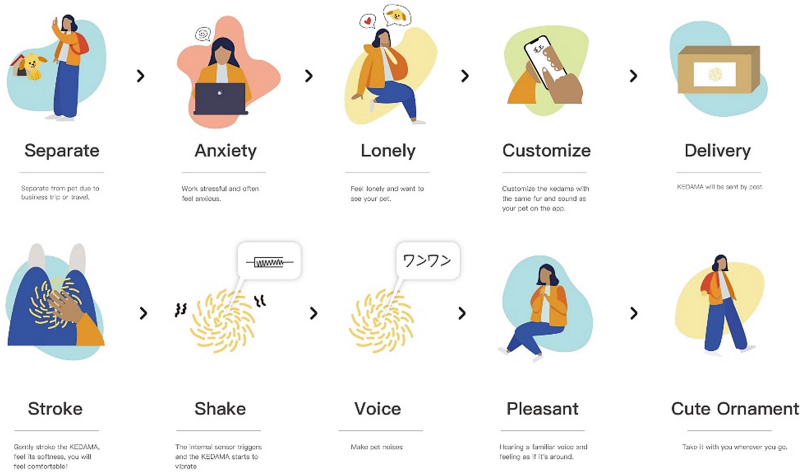 Separate
Separate from pet due to
business trip or travel.
Anxiety
Work stressful and often
feel anxious.
Lonely
Feel lonely and want to
see your pet.
Customize
Customize the kedama with
the same fur and sound as
your pet on the app.
Delivery
KEDAMA will be sent by post.
Stroke
Gently stroke the KEDAMA,
feel its softness, you will
feel comfortable!
Shake
The internal sensor triggers
and the KEDAMA starts to
vibrate
ワンワン
Voice
Make pet noises
Pleasant
Hearing a familiar voice and
feeling as if it's around.
Cute Ornament
Take it with you wherever you go.